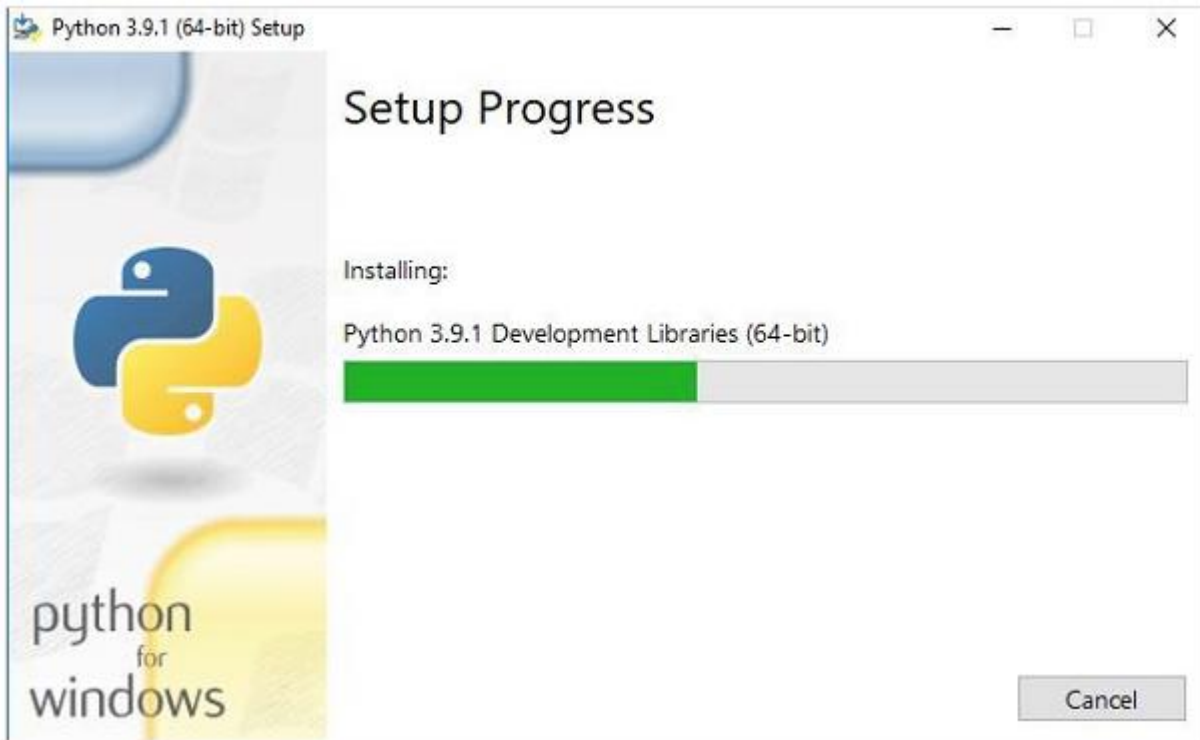 Python 3.9.1 (64-bit) Setup
Setup Progress
Installing:
Python 3.9.1 Development Libraries (64-bit)
python
for
windows
Cancel